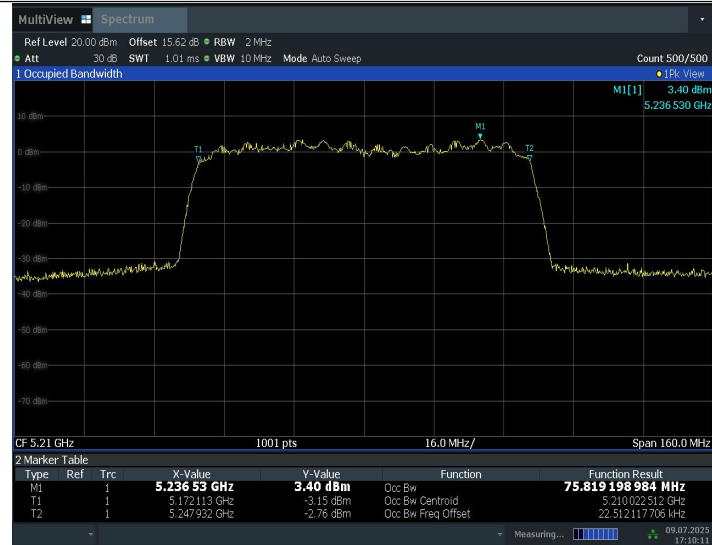 MultiView Spectrum
Ref Level 20.00 dBm Offset 15.62 dB RBW 2 MHz
Att 30 dB SWT 1.01 ms VBW 10 MHz Mode Auto Sweep Count 500/500
1 Occupied Bandwidth 1Pk View
M1[1] 3.40 dBm
5.236 530 GHz
10 dBm
M1
T1 T2
0 dBm
-10 dBm
-20 dBm
-30 dBm
-40 dBm
-50 dBm
-60 dBm
-70 dBm
CF 5.21 GHz 1001 pts 16.0 MHz/ Span 160.0 MHz
2 Marker Table
Type Ref Trc X-Value Y-Value Function Function Result
M1 1 5.236 53 GHz 3.40 dBm Occ Bw 75.819 198 984 MHz
T1 1 5.172 113 GHz -3.15 dBm Occ Bw Centroid 5.210 022 512 GHz
T2 1 5.247 932 GHz -2.76 dBm Occ Bw Freq Offset 22.512 117 706 kHz
Measuring... 09.07.2025
17:10:11